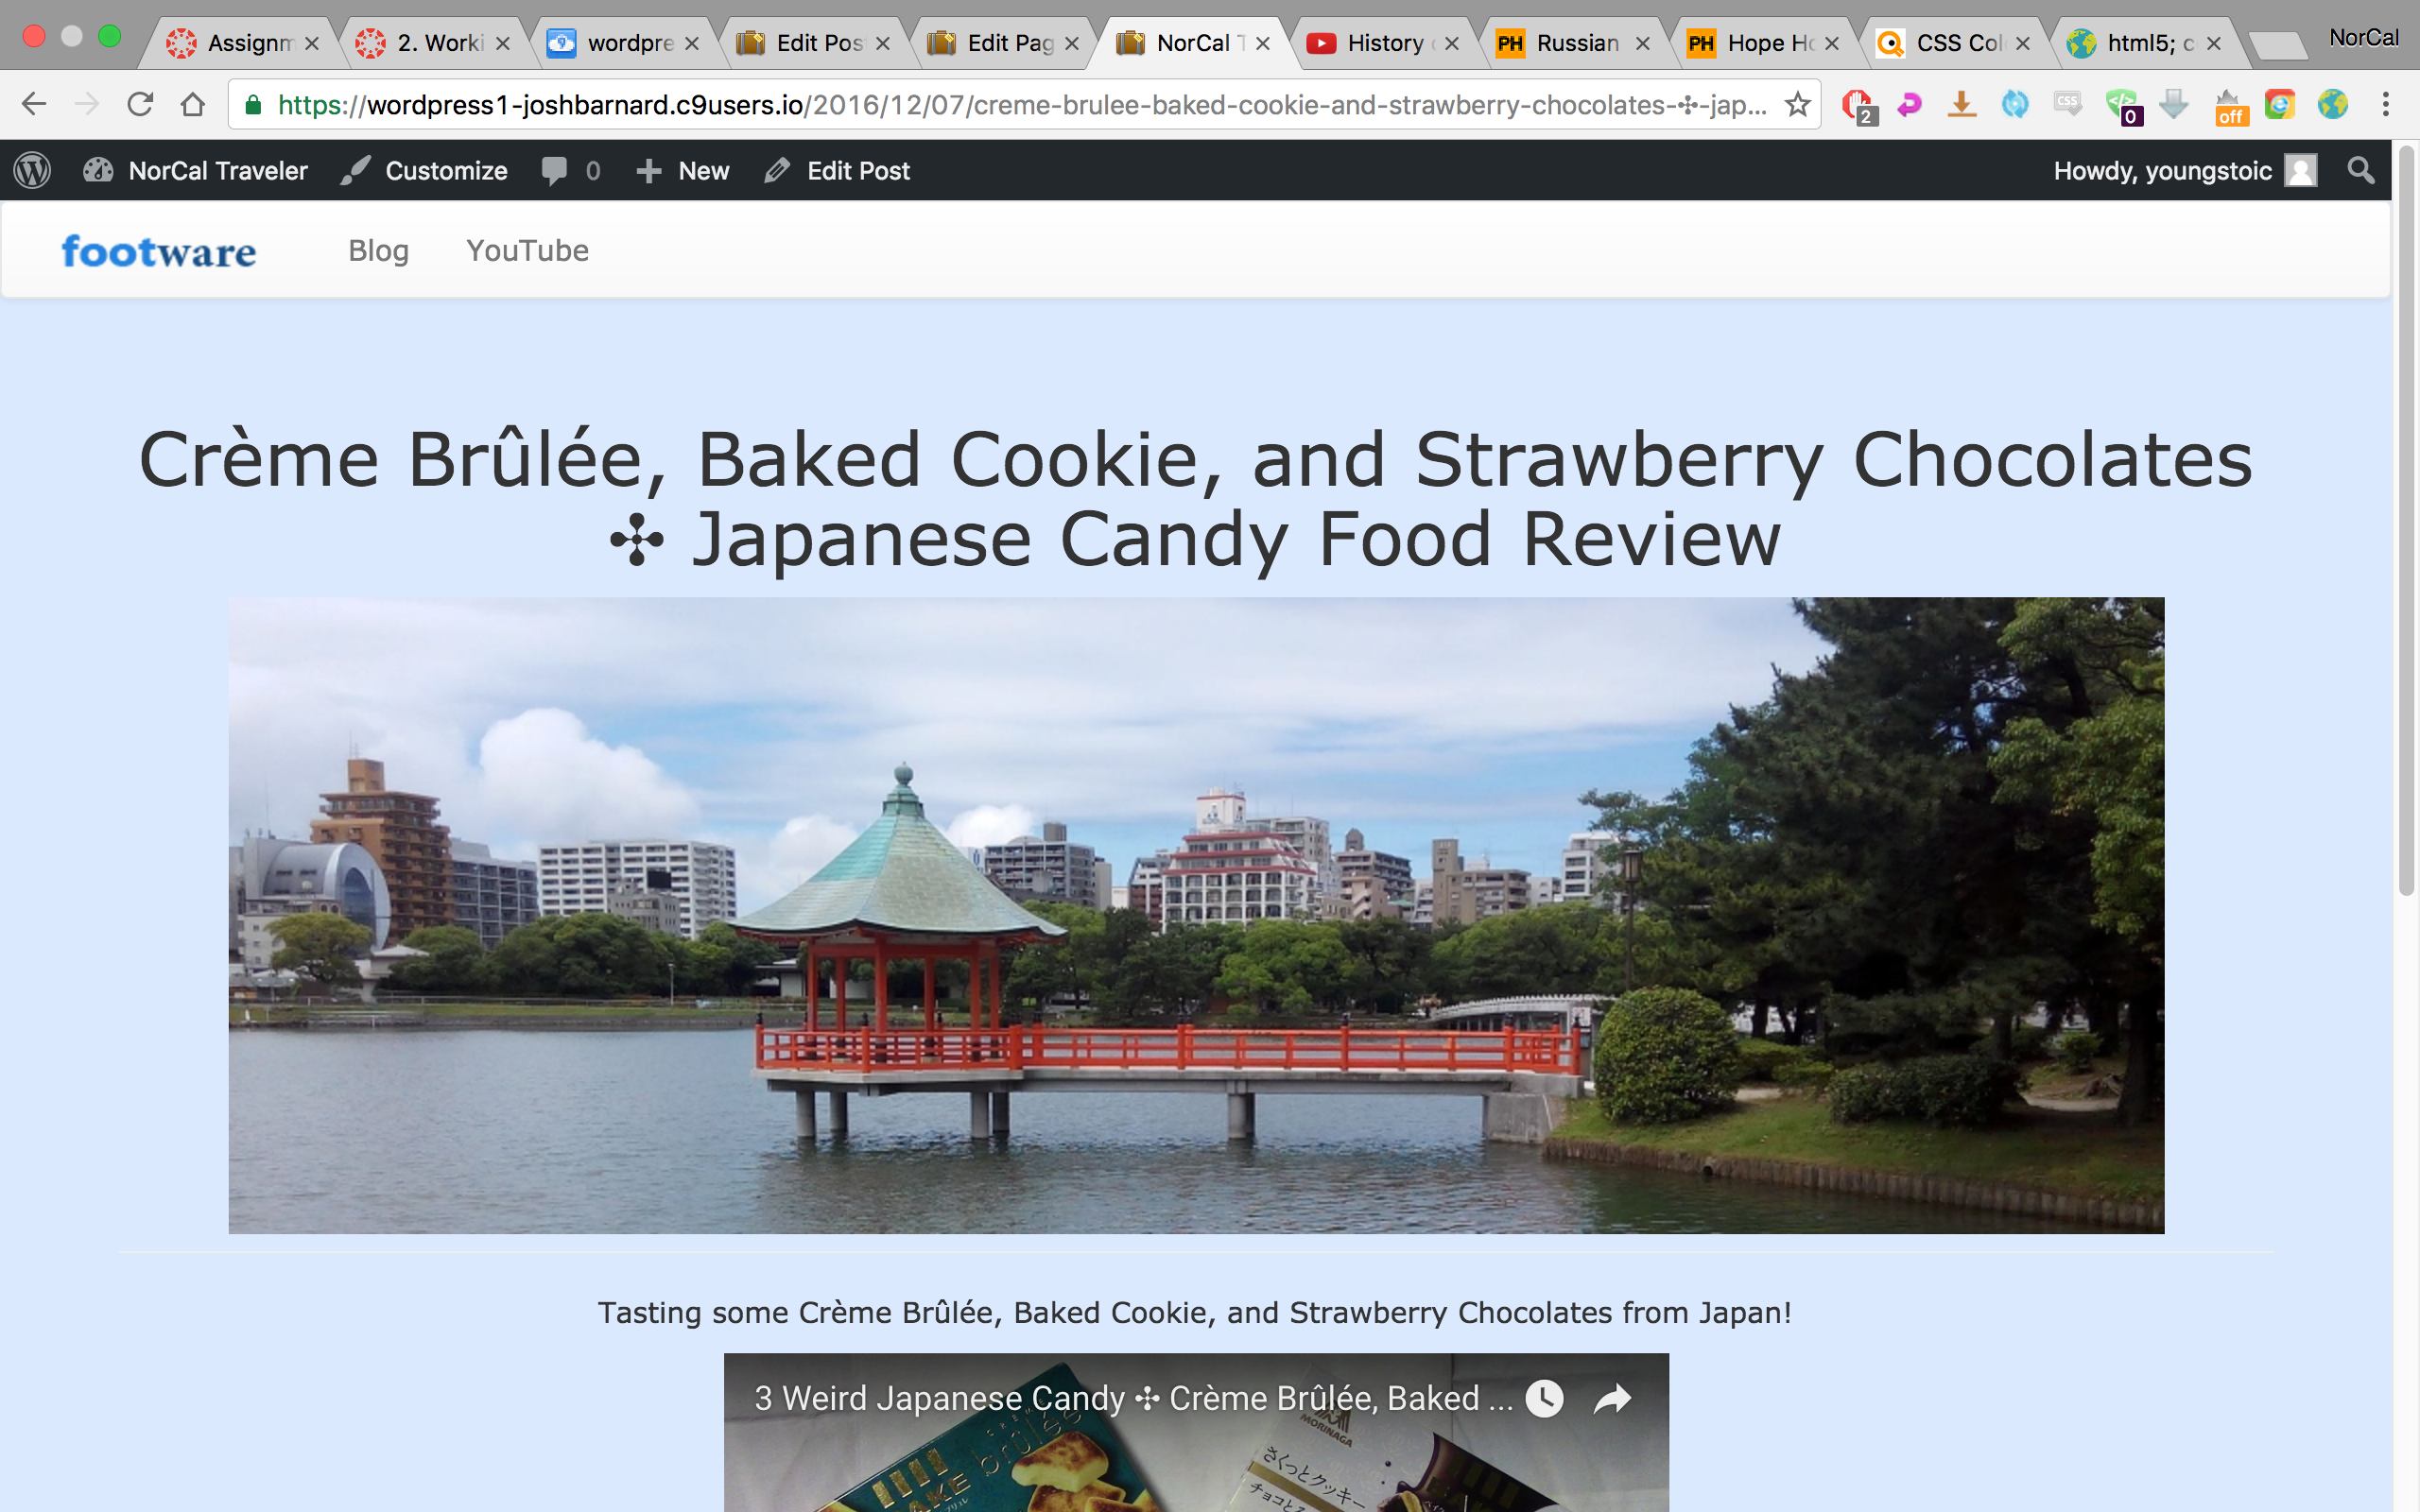 Assignm
2. Worki
wordpre
Edit Pos
Edit Pag
NorCal T
History
PH Russian
PH Hope Ho
CSS Col
html5; c
NorCal
https://wordpress1-joshbarnard.c9users.io/2016/12/07/creme-brulee-baked-cookie-and-strawberry-chocolates-✣-jap...
2
CSS
0
off
NorCal Traveler
Customize
0
New
Edit Post
Howdy, youngstoic
footware
Blog
YouTube
Crème Brûlée, Baked Cookie, and Strawberry Chocolates
✣ Japanese Candy Food Review
Tasting some Crème Brûlée, Baked Cookie, and Strawberry Chocolates from Japan!
3 Weird Japanese Candy ✣ Crème Brûlée, Baked ...
BAKE
brûlée
MORINAGA
さくっとクッキー